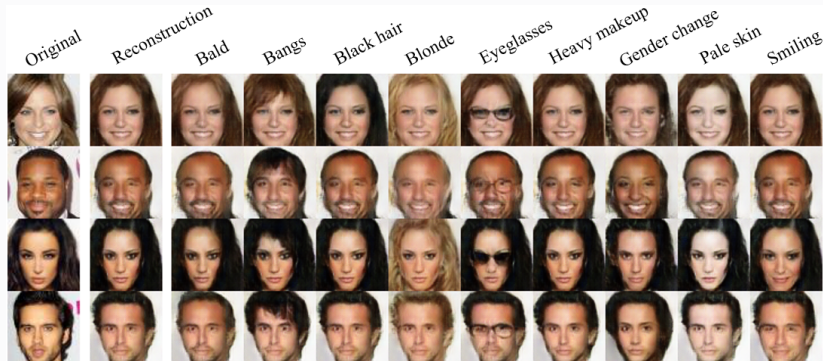 Original
Reconstruction
Bald
Bangs
Black hair
Blonde
Eyeglasses
Heavy makeup
Gender change
Pale skin
Smiling